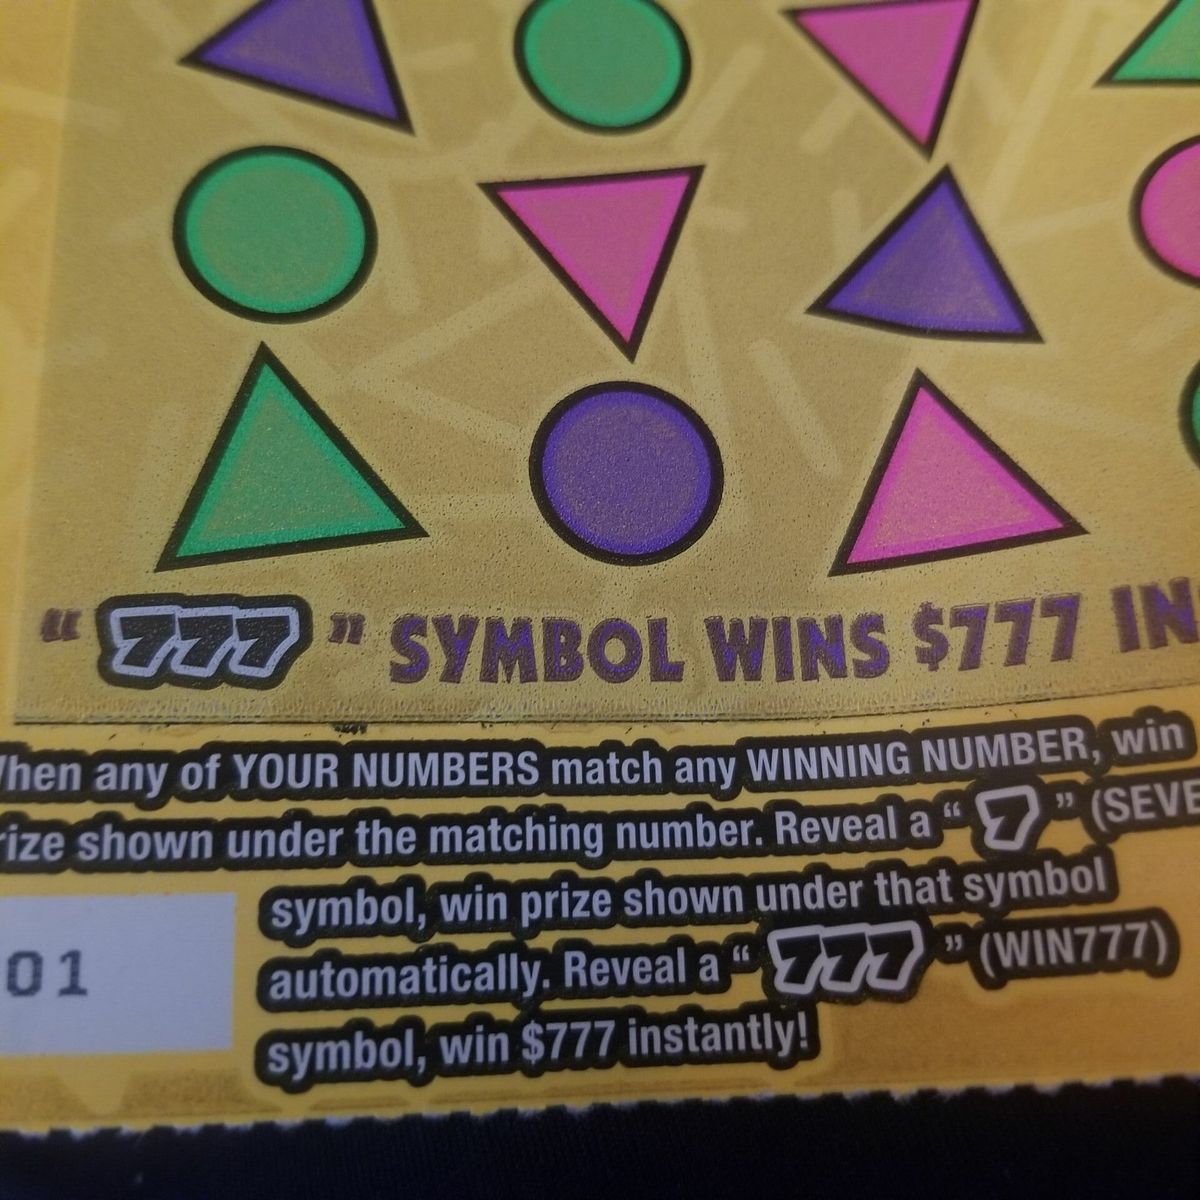 “ 777 ” SYMBOL WINS $777 IN
When any of YOUR NUMBERS match any WINNING NUMBER, win
rize shown under the matching number. Reveal a “ 7 ” (SEVE
symbol, win prize shown under that symbol
automatically. Reveal a “ 777 ” (WIN777)
symbol, win $777 instantly!
01